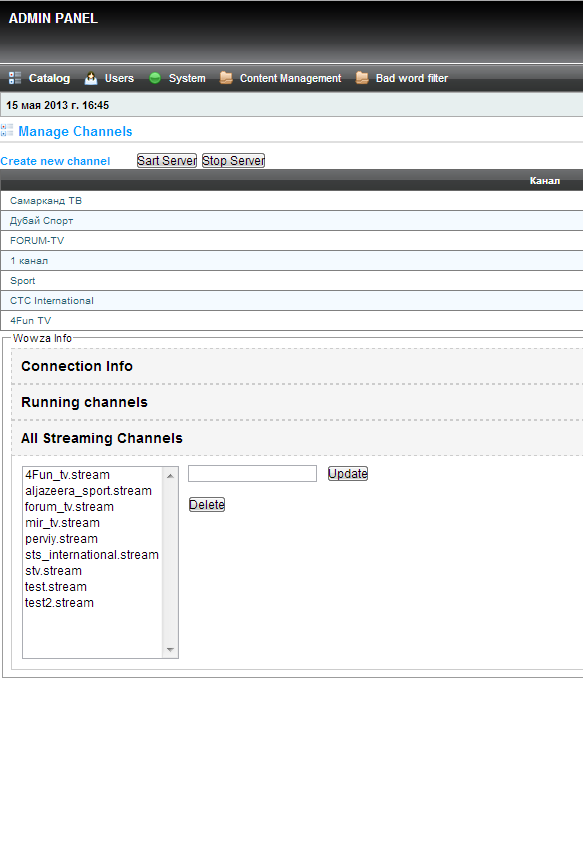 ADMIN PANEL
Catalog Users System Content Management Bad word filter
15 мая 2013 г. 16:45
Manage Channels
Create new channel Sart Server Stop Server
Канал
Самарканд ТВ
Дубай Спорт
FORUM-TV
1 канал
Sport
СТС International
4Fun TV
Wowza Info
Connection Info
Running channels
All Streaming Channels
4Fun_tv.stream Update
aljazeera_sport.stream
forum_tv.stream Delete
mir_tv.stream
perviy.stream
sts_international.stream
stv.stream
test.stream
test2.stream